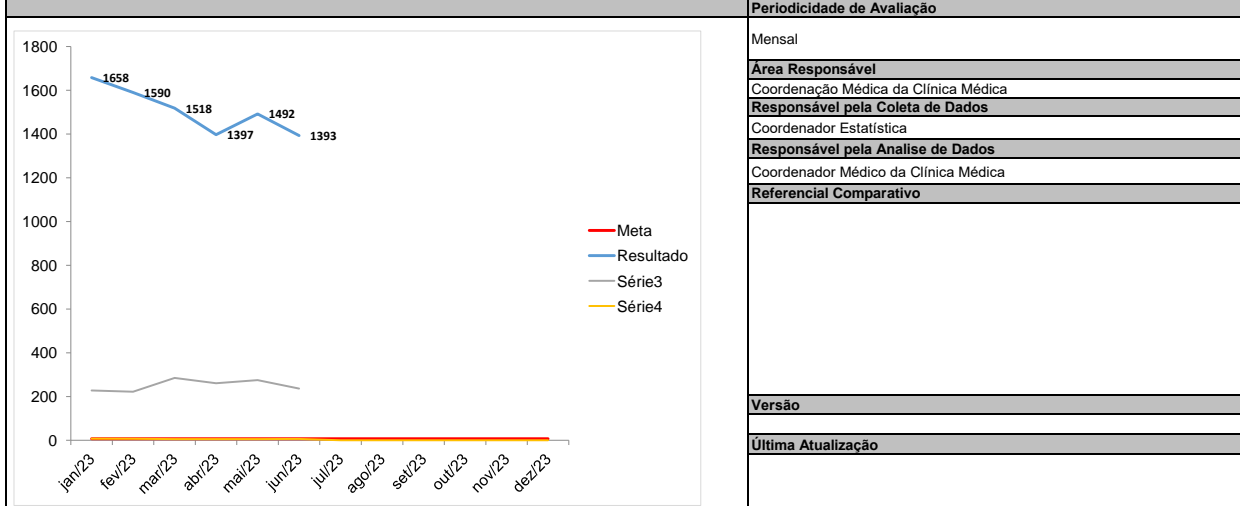 Periodicidade de Avaliação
Mensal
Área Responsável
Coordenação Médica da Clínica Médica
Responsável pela Coleta de Dados
Coordenador Estatística
Responsável pela Analise de Dados
Coordenador Médico da Clínica Médica
Referencial Comparativo
Versão
Última Atualização
1800
1600
1400
1200
1000
800
600
400
200
0
1658
1590
1518
1397
1492
1393
Meta
Resultado
Série3
Série4
jan/23
fev/23
mar/23
abr/23
mai/23
jun/23
jul/23
ago/23
set/23
out/23
nov/23
dez/23